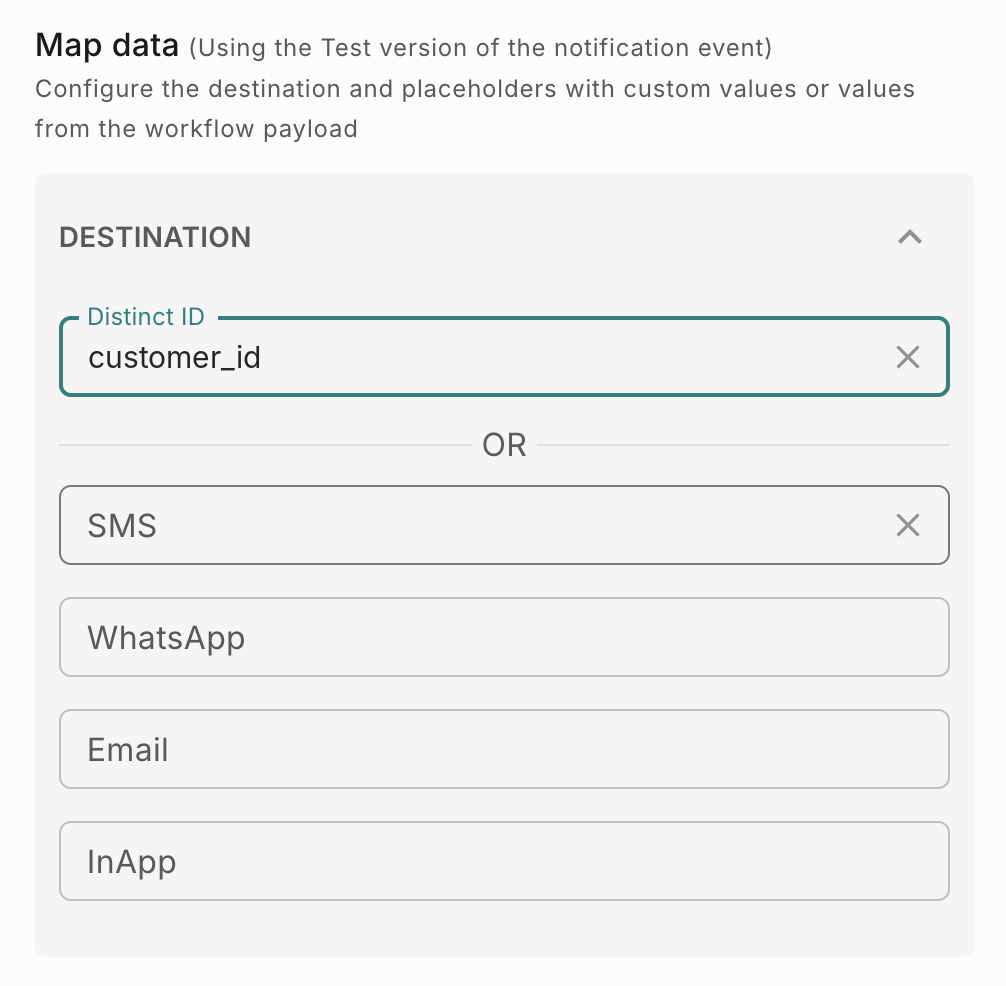 Map data (Using the Test version of the notification event)
Configure the destination and placeholders with custom values or values
from the workflow payload
DESTINATION
Distinct ID
customer_id
OR
SMS
WhatsApp
Email
InApp